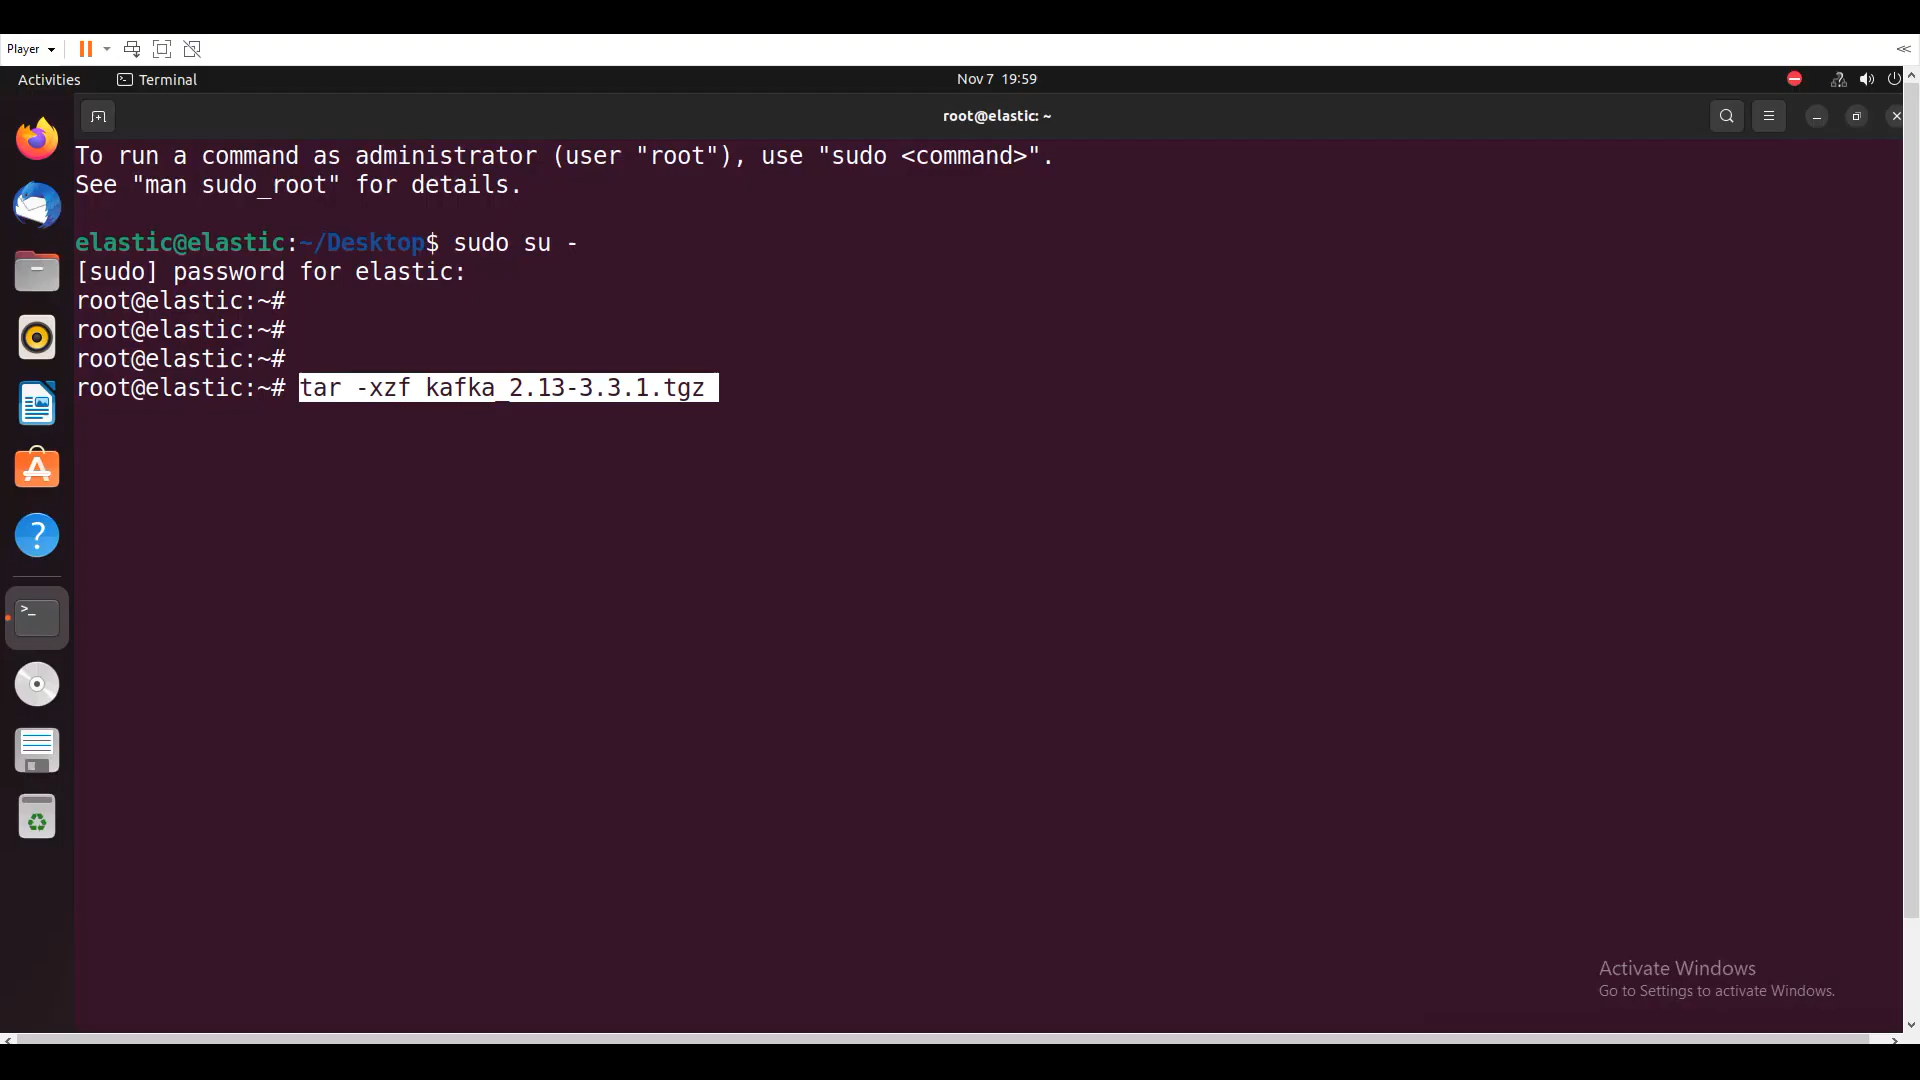 Player
Activities
Terminal
Nov 7 19:59
root@elastic: ~
To run a command as administrator (user "root"), use "sudo <command>".
See "man sudo_root" for details.
elastic@elastic:~/Desktop$ sudo su -
[sudo] password for elastic:
root@elastic:~#
root@elastic:~#
root@elastic:~#
root@elastic:~# tar -xzf kafka_2.13-3.3.1.tgz
Activate Windows
Go to Settings to activate Windows.